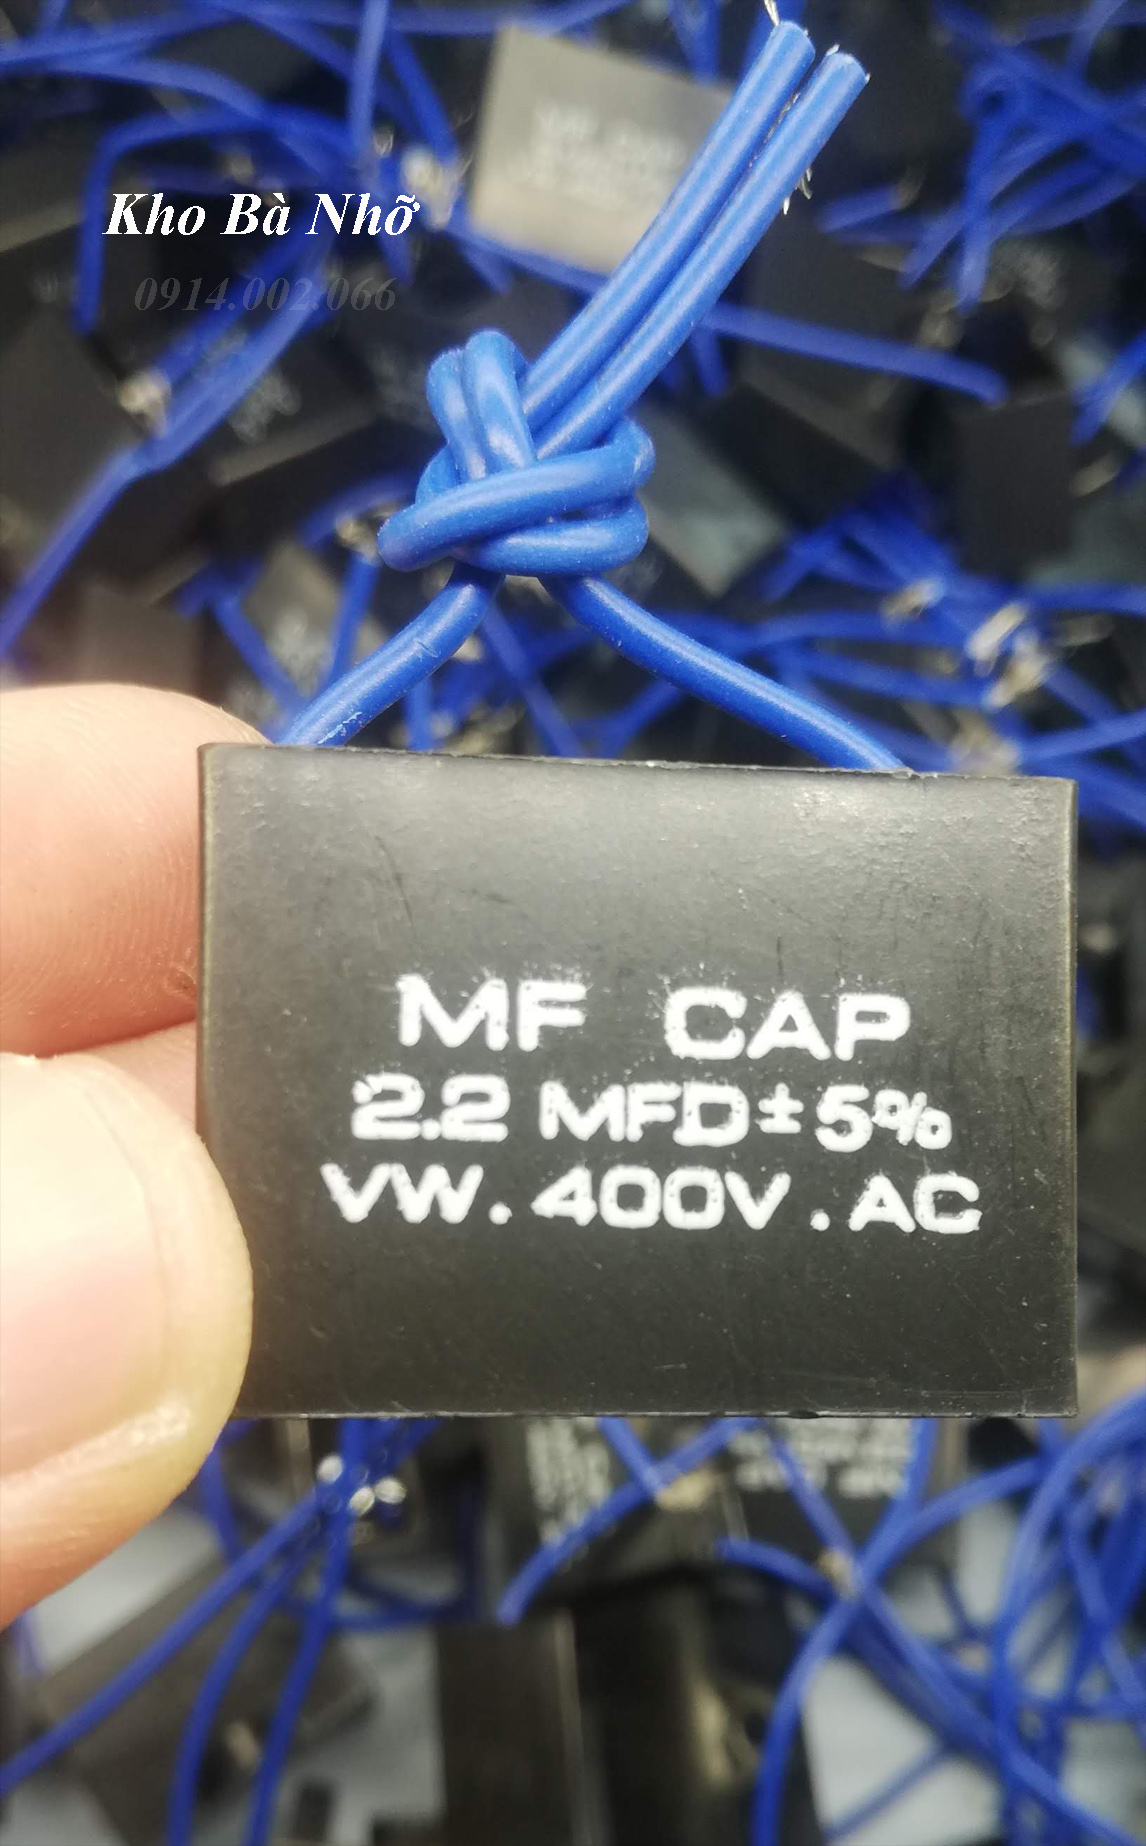 Kho Bà Nhỡ
0914.002.066
MF CAP
2.2 MFD ± 5%
VW. 400V. AC